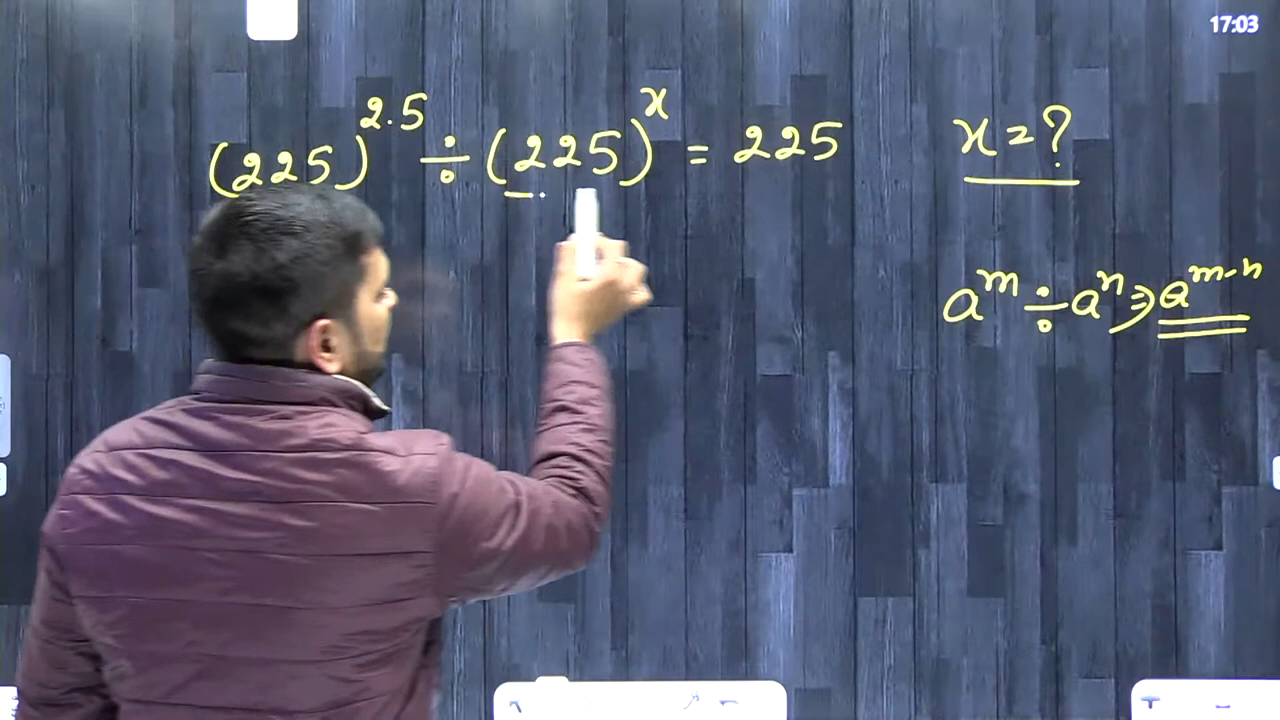 17:03
(225)^2.5 ÷ (225)^x = 225 x = ?
a^m ÷ a^n ⇒ a^m-n